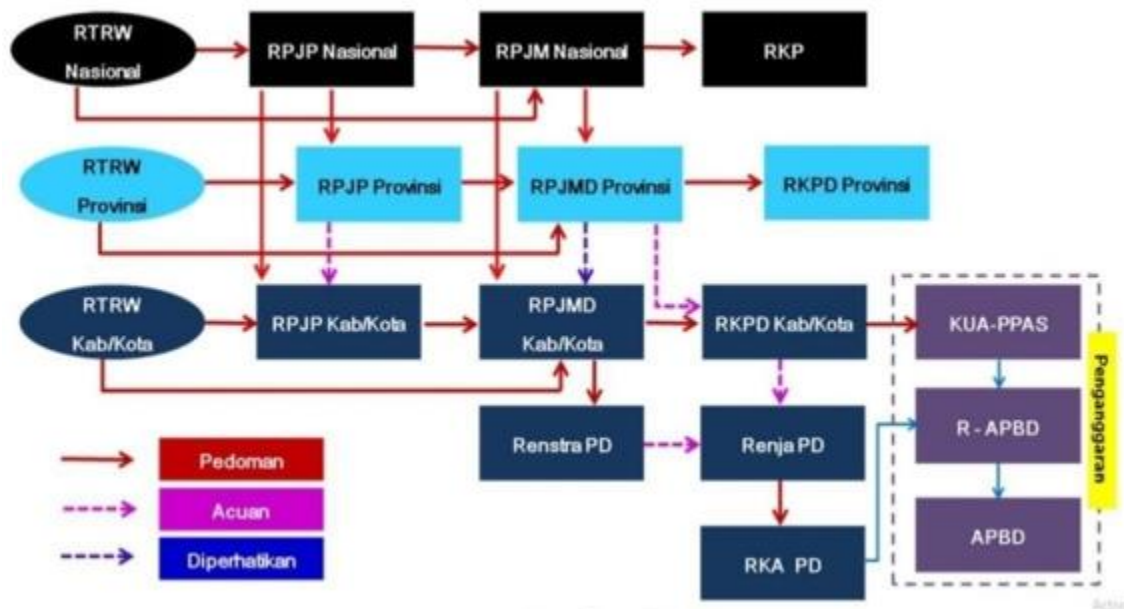 RTRW
Nasional
RPJP Nasional
RPJM Nasional
RKP
RTRW
Provinsi
RPJP Provinsi
RPJMD Provinsi
RKPD Provinsi
RTRW
Kab/Kota
RPJP Kab/Kota
RPJMD
Kab/Kota
RKPD Kab/Kota
KUA-PPAS
Renstra PD
Renja PD
R - APBD
Penganggaran
Pedoman
Acuan
Diperhatikan
RKA PD
APBD